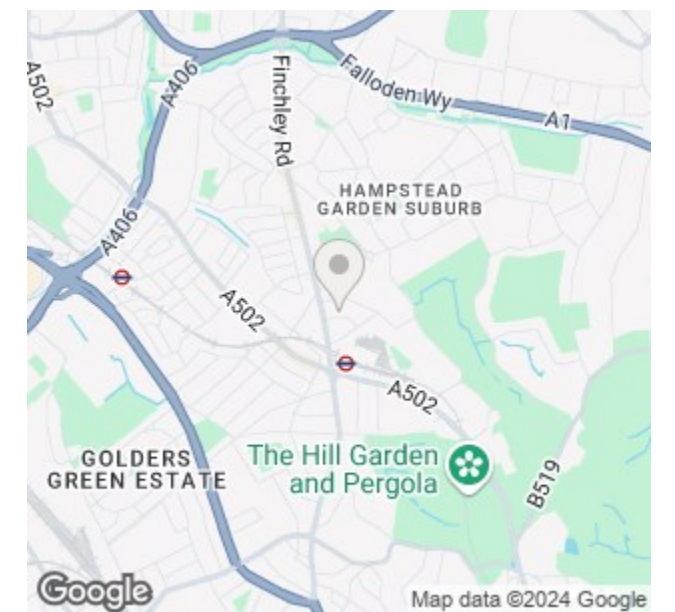 A502
A406
Finchley Rd
Falloden Wy
A1
HAMPSTEAD
GARDEN SUBURB
A406
A502
A502
The Hill Garden
and Pergola
GOLDERS
GREEN ESTATE
B519
Google
Map data ©2024 Google